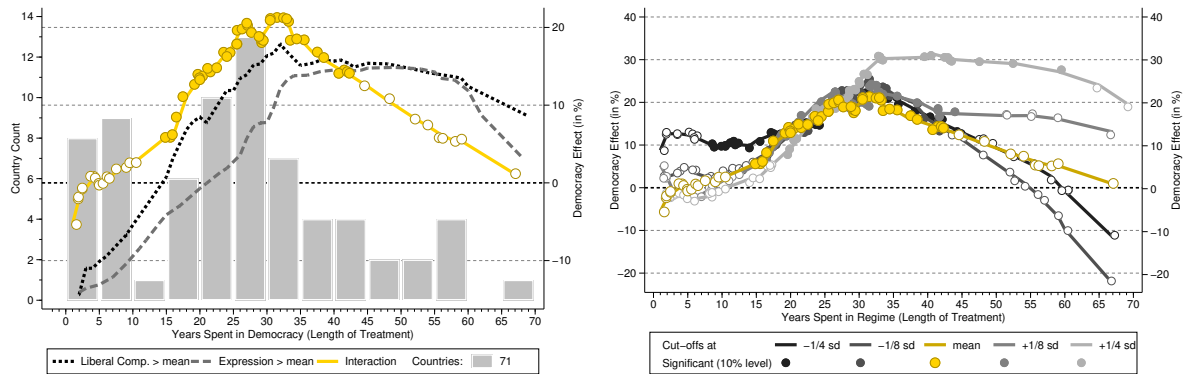 14
12
10
8
6
4
2
0
Country Count
20
10
0
−10
Democracy Effect (in %)
0 5 10 15 20 25 30 35 40 45 50 55 60 65 70
Years Spent in Democracy (Length of Treatment)
Liberal Comp. > mean Expression > mean Interaction Countries: 71
40
30
20
10
0
−10
−20
Democracy Effect (in %)
40
30
20
10
0
−10
−20
Democracy Effect (in %)
0 5 10 15 20 25 30 35 40 45 50 55 60 65 70
Years Spent in Regime (Length of Treatment)
Cut−offs at −1/4 sd −1/8 sd mean +1/8 sd +1/4 sd
Significant (10% level)